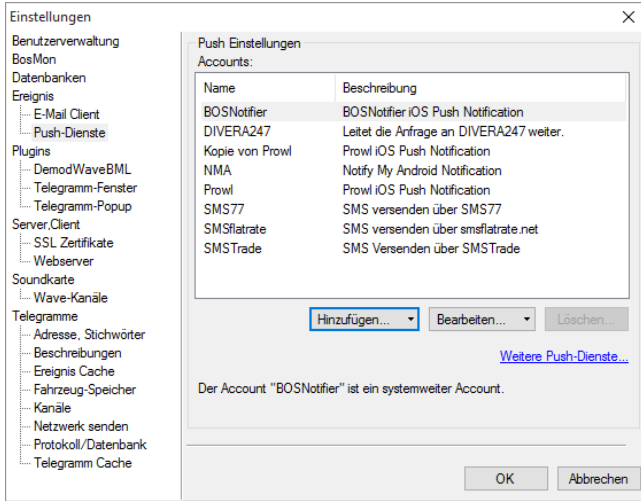 Einstellungen
Benutzerverwaltung
BosMon
Datenbanken
Ereignis
E-Mail Client
Push-Dienste
Plugins
DemodWaveBML
Telegramm-Fenster
Telegramm-Popup
Server,Client
SSL Zertifikate
Webserver
Soundkarte
Wave-Kanäle
Telegramme
Adresse, Stichwörter
Beschreibungen
Ereignis Cache
Fahrzeug-Speicher
Kanäle
Netzwerk senden
Protokoll/Datenbank
Telegramm Cache
Push Einstellungen
Accounts:
Name Beschreibung
BOSNotifier BOSNotifier iOS Push Notification
DIVERA247 Leitet die Anfrage an DIVERA247 weiter.
Kopie von Prowl Prowl iOS Push Notification
NMA Notify My Android Notification
Prowl Prowl iOS Push Notification
SMS77 SMS versenden über SMS77
SMSflatrate SMS versenden über smsflatrate.net
SMSTrade SMS Versenden über SMSTrade
Hinzufügen... Bearbeiten... Löschen...
Weitere Push-Dienste...
Der Account "BOSNotifier" ist ein systemweiter Account.
OK Abbrechen